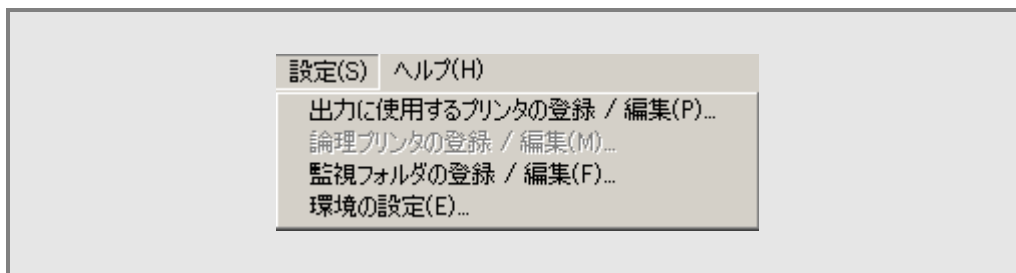 設定(S) ヘルプ(H)
出力に使用するプリンタの登録 / 編集(P)...
論理プリンタの登録 / 編集(M)...
監視フォルダの登録 / 編集(F)...
環境の設定(E)...